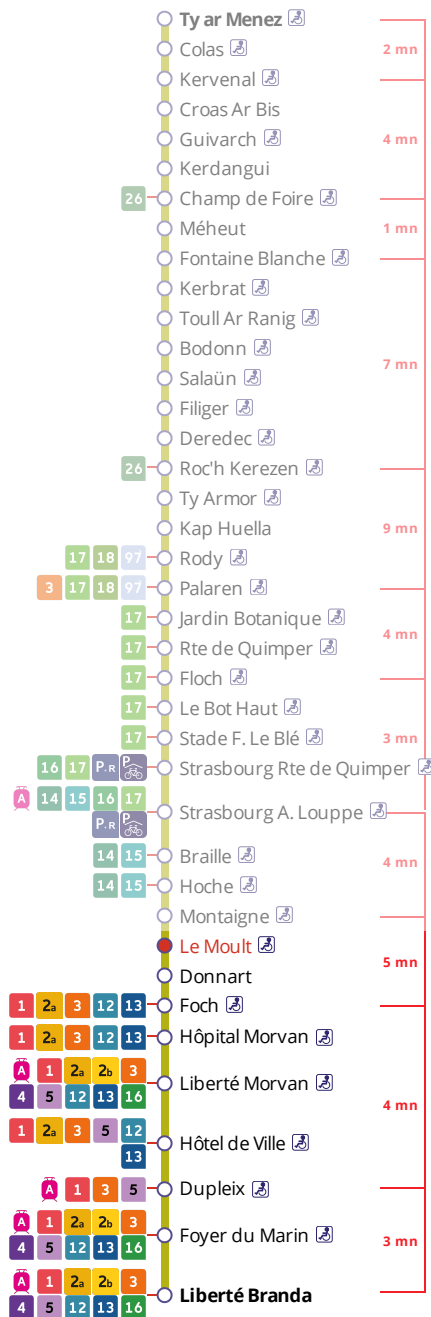 Ty ar Menez
Colas
2 mn
Kervenal
Croas Ar Bis
Guivarch
4 mn
Kerdangui
26 Champ de Foire
Méheut
1 mn
Fontaine Blanche
Kerbrat
Toull Ar Ranig
Bodonn
7 mn
Salaün
Filiger
Deredec
26 Roc'h Kerezen
Ty Armor
Kap Huella
9 mn
17 18 97 Rody
3 17 18 97 Palaren
17 Jardin Botanique
4 mn
17 Rte de Quimper
17 Floch
17 Le Bot Haut
17 Stade F. Le Blé
3 mn
16 17 P+R P Strasbourg Rte de Quimper
A 14 15 16 17
P+R P
Strasbourg A. Louppe
14 15 Braille
4 mn
14 15 Hoche
Montaigne
Le Moult
5 mn
Donnart
1 2a 3 12 13 Foch
1 2a 3 12 13 Hôpital Morvan
A 1 2a 2b 3
4 5 12 13 16
Liberté Morvan
4 mn
1 2a 3 5 12
13
Hôtel de Ville
A 1 3 5 Dupleix
A 1 2a 2b 3
4 5 12 13 16
Foyer du Marin
3 mn
A 1 2a 2b 3
4 5 12 13 16
Liberté Branda